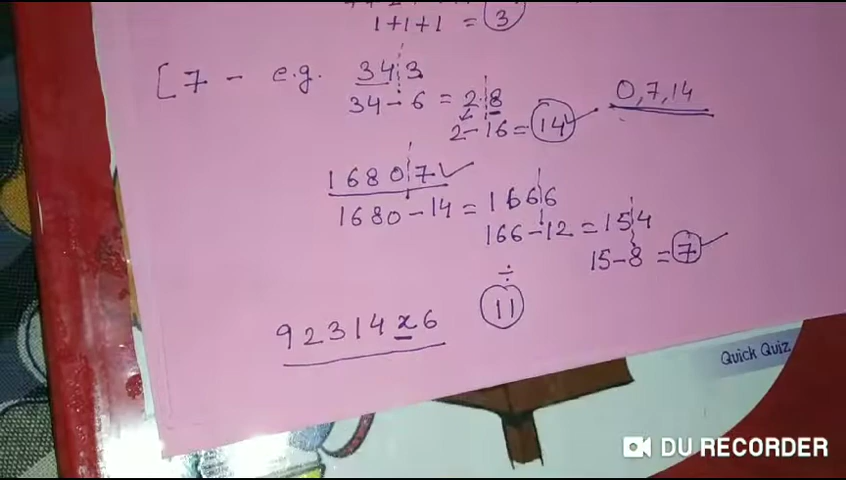 1+1+1 = 3
[7 - e.g. 343
34-6 = 28
2-16 = 14
0,7,14
16807
1680-14 = 1666
166-12 = 154
15-8 = 7
÷
11
92314x6
Quick Quiz
DU RECORDER